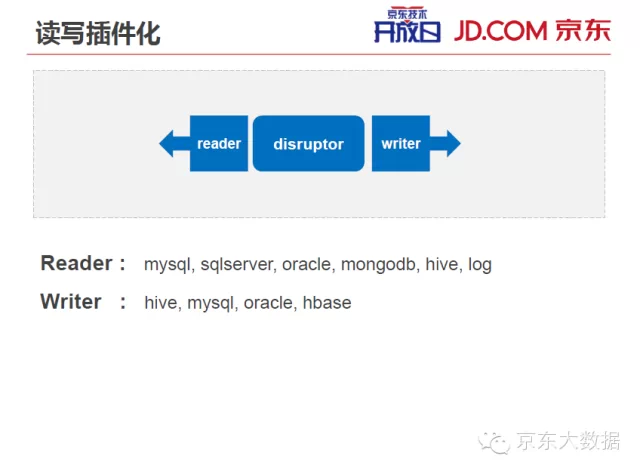 读写插件化
京东技术
开放日
JD.COM 京东
reader
disruptor
writer
Reader : mysql, sqlserver, oracle, mongodb, hive, log
Writer : hive, mysql, oracle, hbase
京东大数据